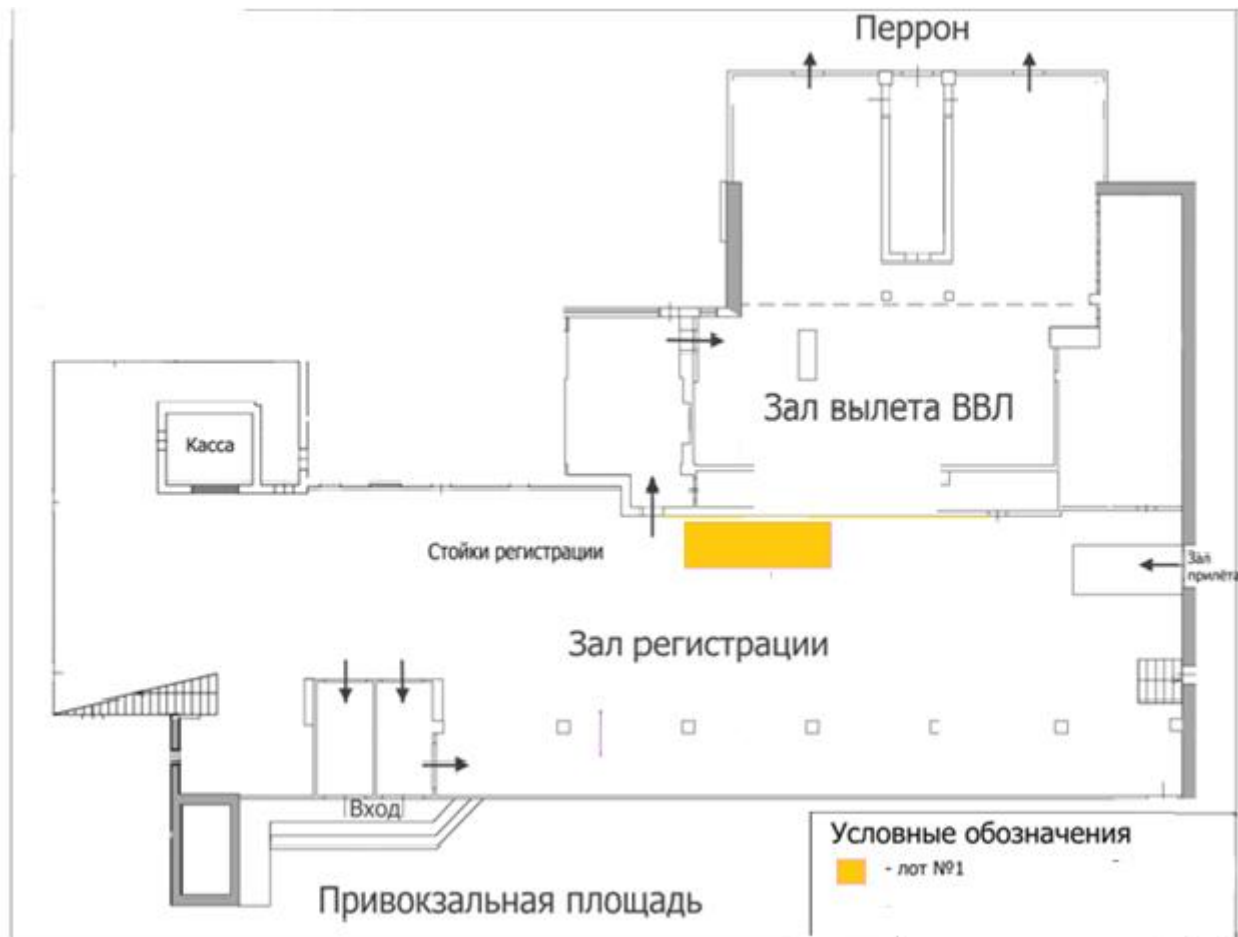 Перрон
Зал вылета ВВЛ
Касса
Стойки регистрации
Зал
прилёта
Зал регистрации
Вход
Условные обозначения
- лот №1
Привокзальная площадь